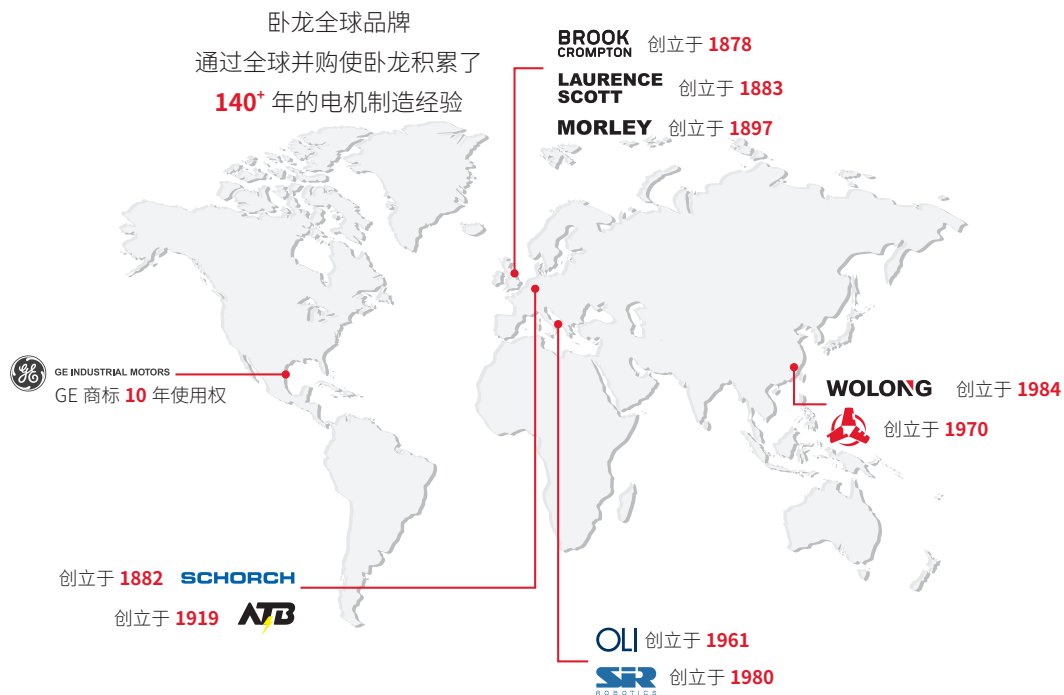 卧龙全球品牌
通过全球并购使卧龙积累了
140+ 年的电机制造经验
BROOK
CROMPTON 创立于 1878
LAURENCE
SCOTT 创立于 1883
MORLEY 创立于 1897
GE GE INDUSTRIAL MOTORS
GE 商标 10 年使用权
WOLONG 创立于 1984
创立于 1970
创立于 1882 SCHORCH
创立于 1919 ATB
OLI 创立于 1961
SIR 创立于 1980
ROBOTICS